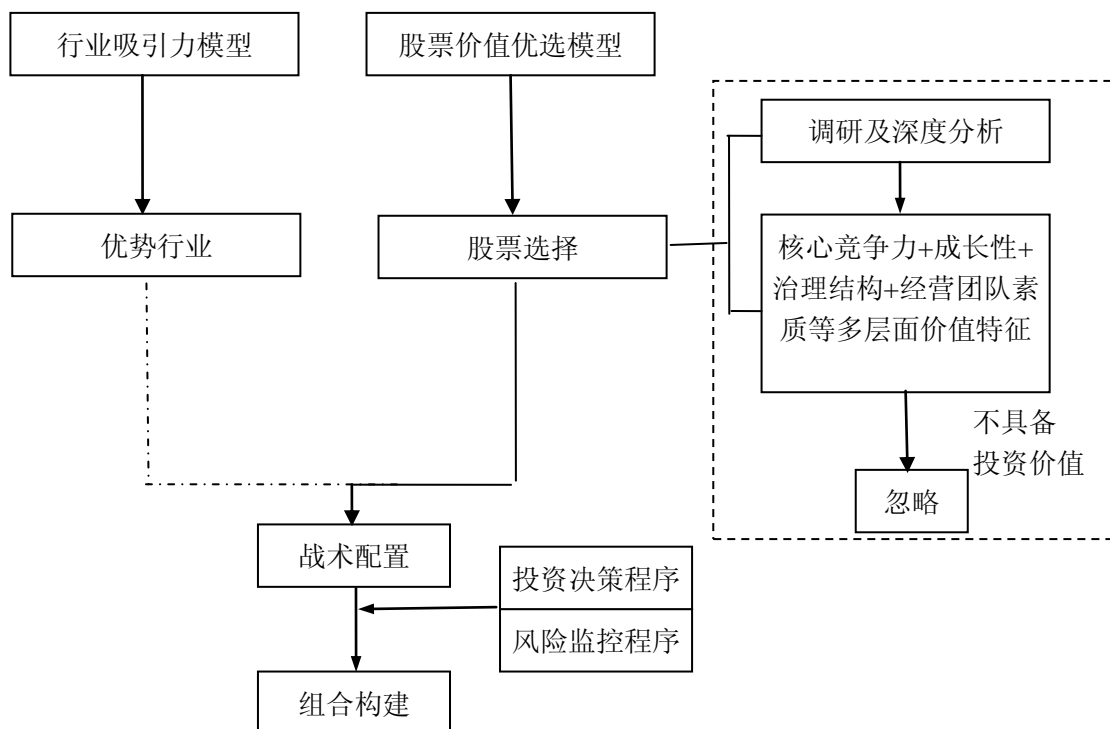 行业吸引力模型
股票价值优选模型
调研及深度分析
优势行业
股票选择
核心竞争力+成长性+
治理结构+经营团队素
质等多层面价值特征
不具备
投资价值
忽略
战术配置
投资决策程序
风险监控程序
组合构建